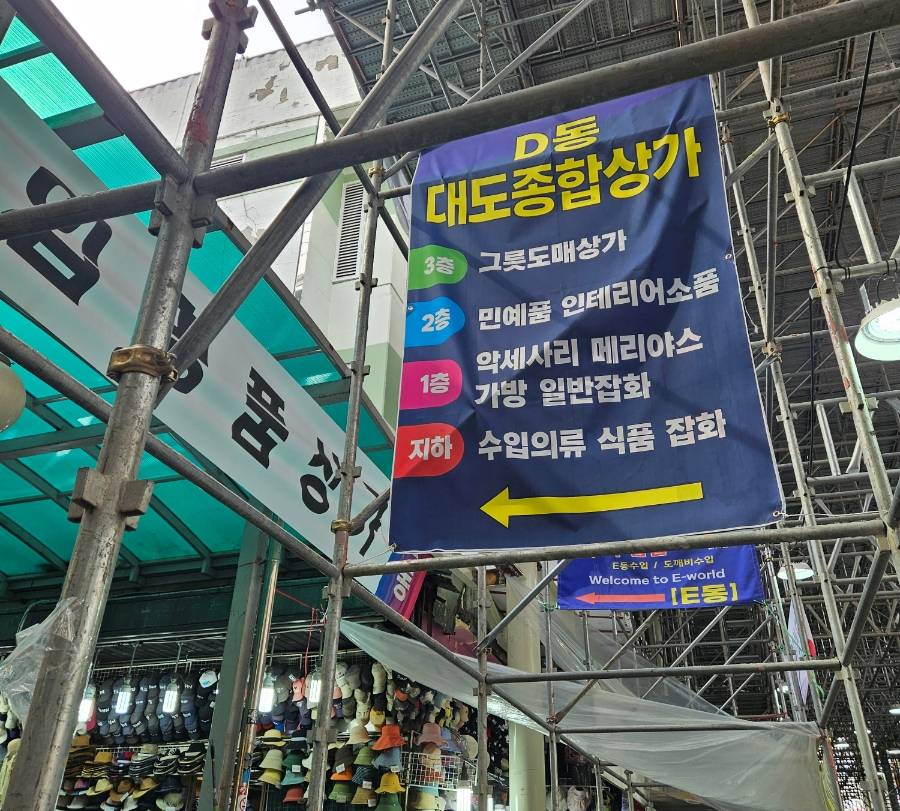 D동
대도종합상가
3층 그릇도매상가
2층 민예품 인테리어소품
1층 악세사리 메리야스
가방 일반잡화
지하 수입의류 식품 잡화
품 상가
E동수입 / 도깨비수입
Welcome to E-world
[E동]